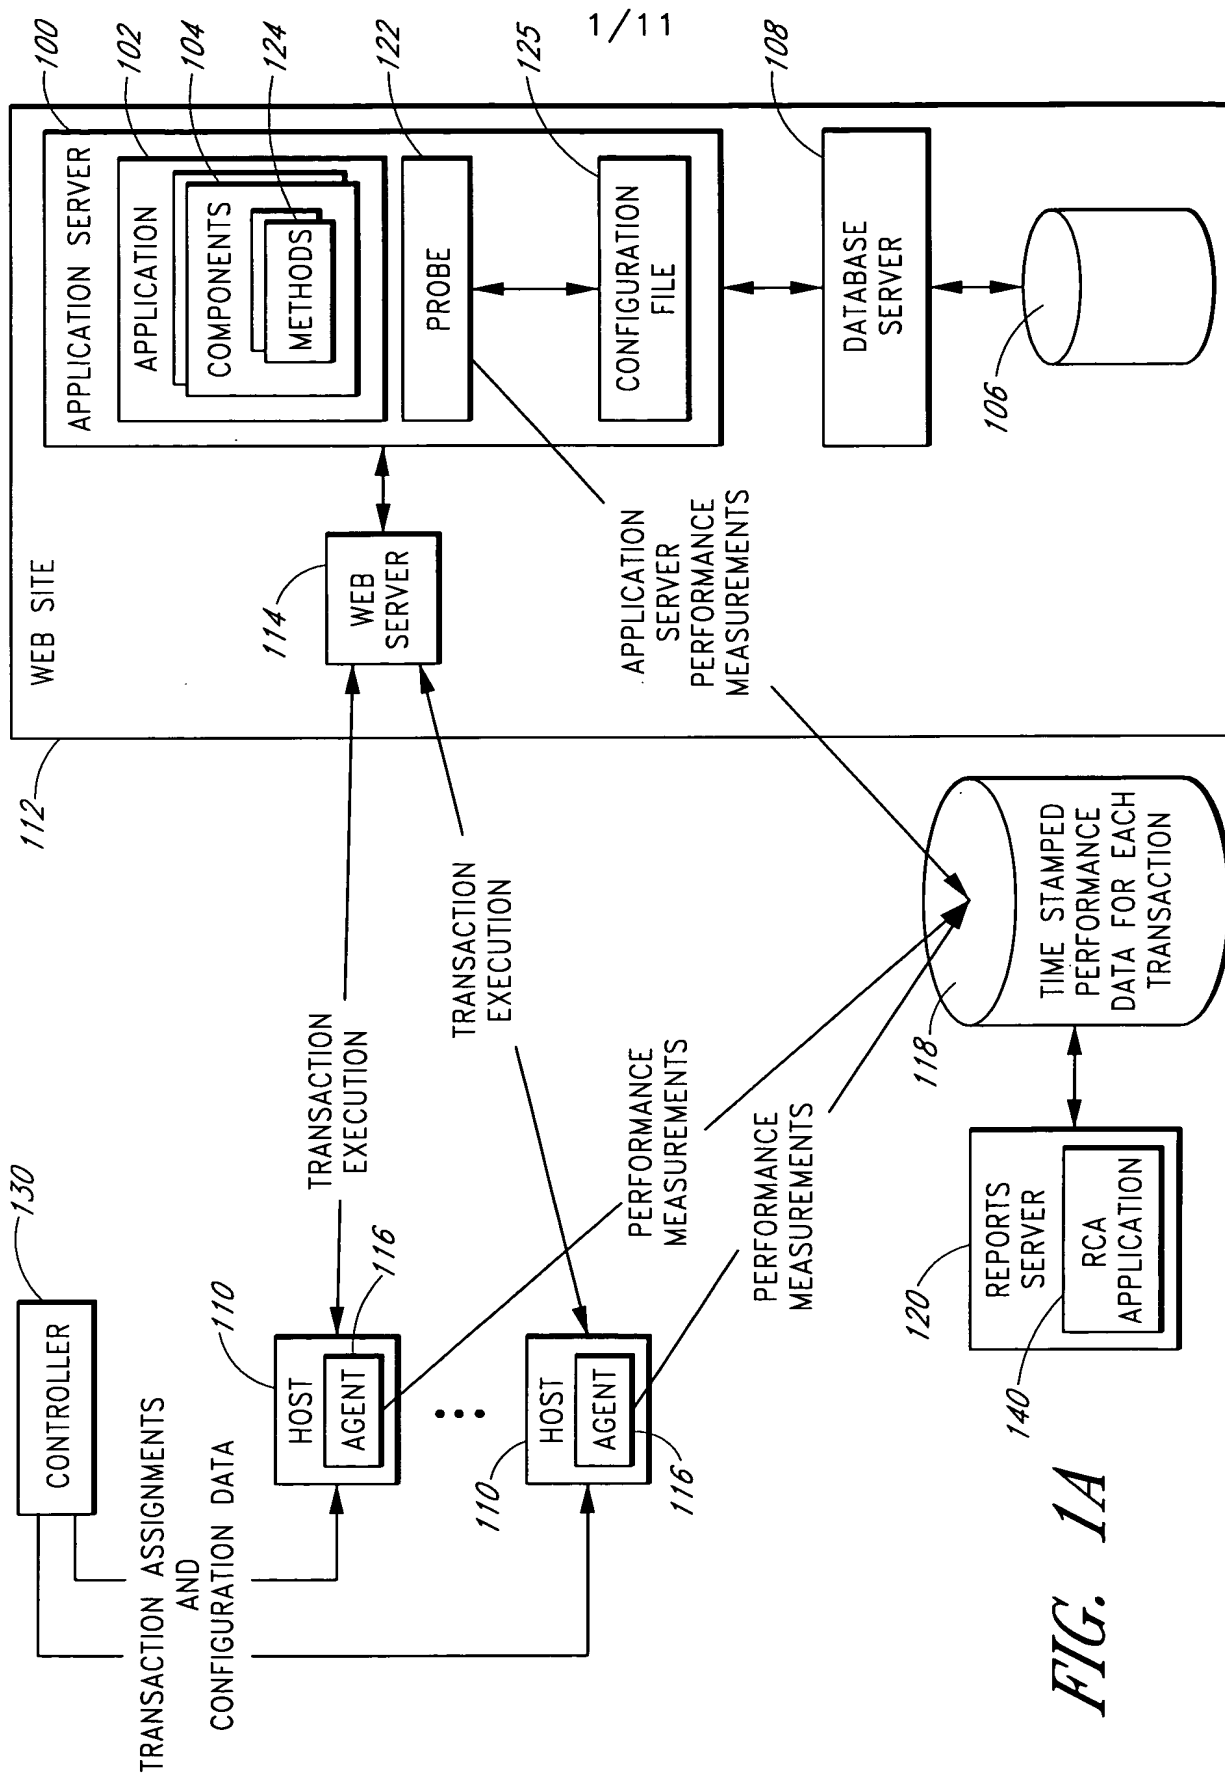 1/11
CONTROLLER
130
TRANSACTION ASSIGNMENTS
AND
CONFIGURATION DATA
HOST
110
AGENT
116
HOST
110
AGENT
116
TRANSACTION
EXECUTION
TRANSACTION
EXECUTION
PERFORMANCE
MEASUREMENTS
PERFORMANCE
MEASUREMENTS
112
WEB SITE
114
WEB
SERVER
APPLICATION SERVER
100
APPLICATION
102
COMPONENTS
104
METHODS
124
PROBE
122
CONFIGURATION
FILE
125
APPLICATION
SERVER
PERFORMANCE
MEASUREMENTS
DATABASE
SERVER
108
106
118
TIME STAMPED
PERFORMANCE
DATA FOR EACH
TRANSACTION
120
REPORTS
SERVER
140
RCA
APPLICATION
FIG. 1A